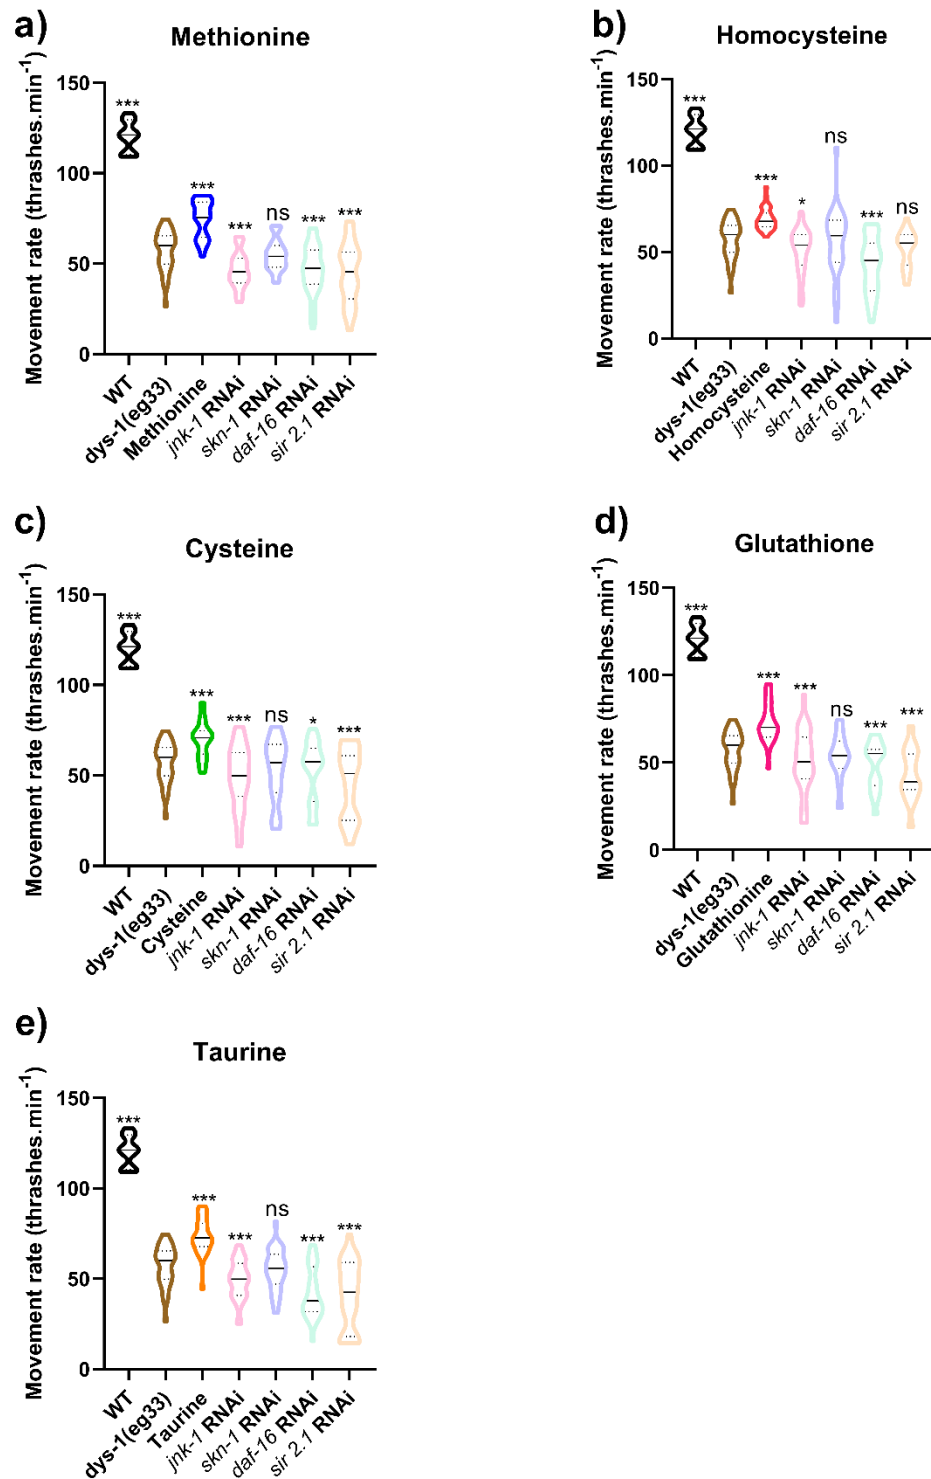 a)
Methionine
Movement rate (thrashes.min⁻¹)
150
100
50
0
***
***
***
ns
***
***
WT
dys-1(eg33)
Methionine
jnk-1 RNAi
skn-1 RNAi
daf-16 RNAi
sir 2.1 RNAi
b)
Homocysteine
Movement rate (thrashes.min⁻¹)
150
100
50
0
***
***
*
ns
***
ns
WT
dys-1(eg33)
Homocysteine
jnk-1 RNAi
skn-1 RNAi
daf-16 RNAi
sir 2.1 RNAi
c)
Cysteine
Movement rate (thrashes.min⁻¹)
150
100
50
0
***
***
***
ns
*
***
WT
dys-1(eg33)
Cysteine
jnk-1 RNAi
skn-1 RNAi
daf-16 RNAi
sir 2.1 RNAi
d)
Glutathione
Movement rate (thrashes.min⁻¹)
150
100
50
0
***
***
***
ns
***
***
WT
dys-1(eg33)
Glutathionine
jnk-1 RNAi
skn-1 RNAi
daf-16 RNAi
sir 2.1 RNAi
e)
Taurine
Movement rate (thrashes.min⁻¹)
150
100
50
0
***
***
***
ns
***
***
WT
dys-1(eg33)
Taurine
jnk-1 RNAi
skn-1 RNAi
daf-16 RNAi
sir 2.1 RNAi